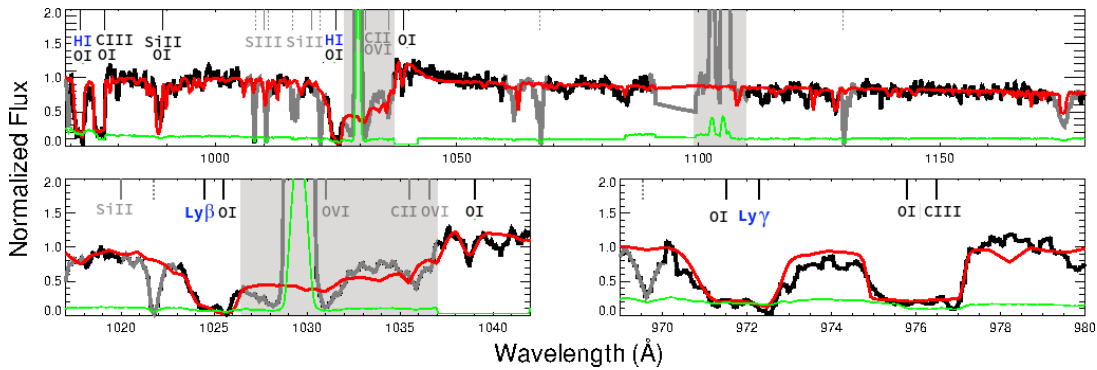 Normalized Flux
2.0
1.5
1.0
0.5
0.0
HI CIII SiII SIII SiII HI CII OI
OI OI OI OI OVI
1000 1050 1100 1150
2.0
1.5
1.0
0.5
0.0
SiII Lyβ OI OVI CII OVI OI
1020 1025 1030 1035 1040
2.0
1.5
1.0
0.5
0.0
OI Lyγ OI CIII
970 972 974 976 978 980
Wavelength (Å)